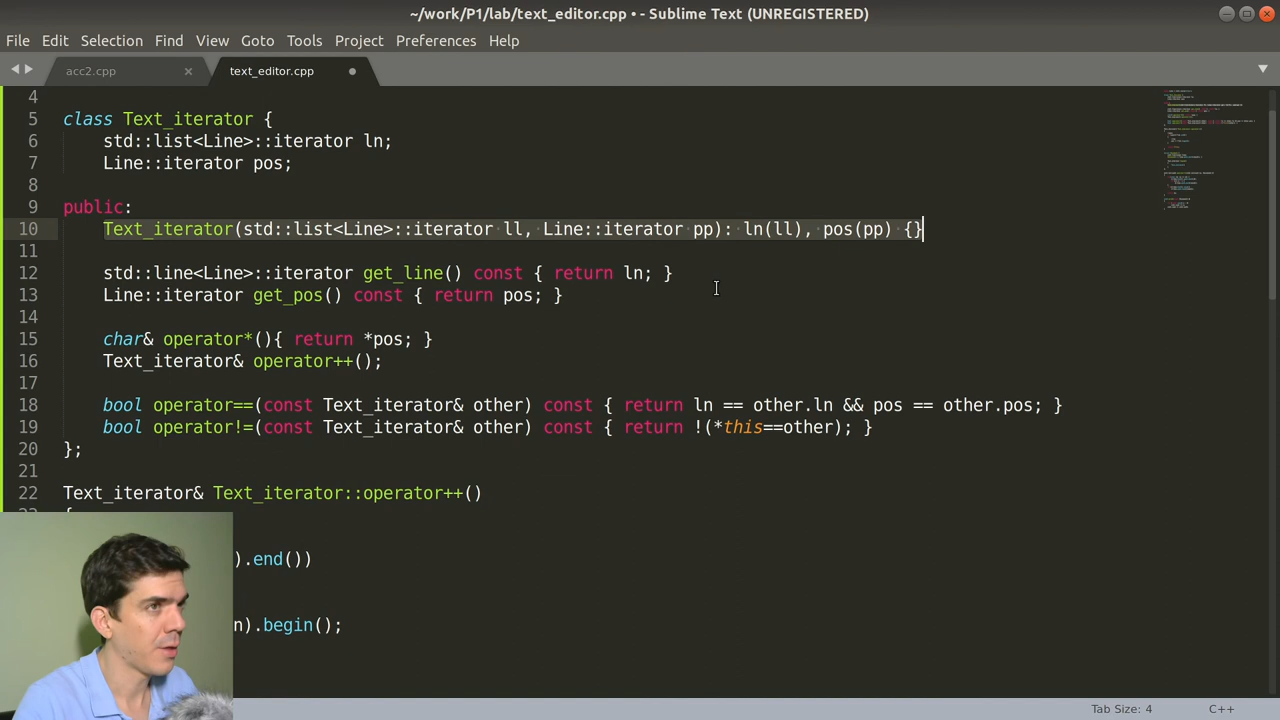 ~/work/P1/lab/text_editor.cpp • - Sublime Text (UNREGISTERED)
File Edit Selection Find View Goto Tools Project Preferences Help
acc2.cpp × text_editor.cpp
4
5 class Text_iterator {
6 std::list<Line>::iterator ln;
7 Line::iterator pos;
8
9 public:
10 Text_iterator(std::list<Line>::iterator ll, Line::iterator pp): ln(ll), pos(pp) {}
11
12 std::line<Line>::iterator get_line() const { return ln; }
13 Line::iterator get_pos() const { return pos; }
14
15 char& operator*(){ return *pos; }
16 Text_iterator& operator++();
17
18 bool operator==(const Text_iterator& other) const { return ln == other.ln && pos == other.pos; }
19 bool operator!=(const Text_iterator& other) const { return !(*this==other); }
20 };
21
22 Text_iterator& Text_iterator::operator++()
{
).end())
n).begin();
Tab Size: 4 C++